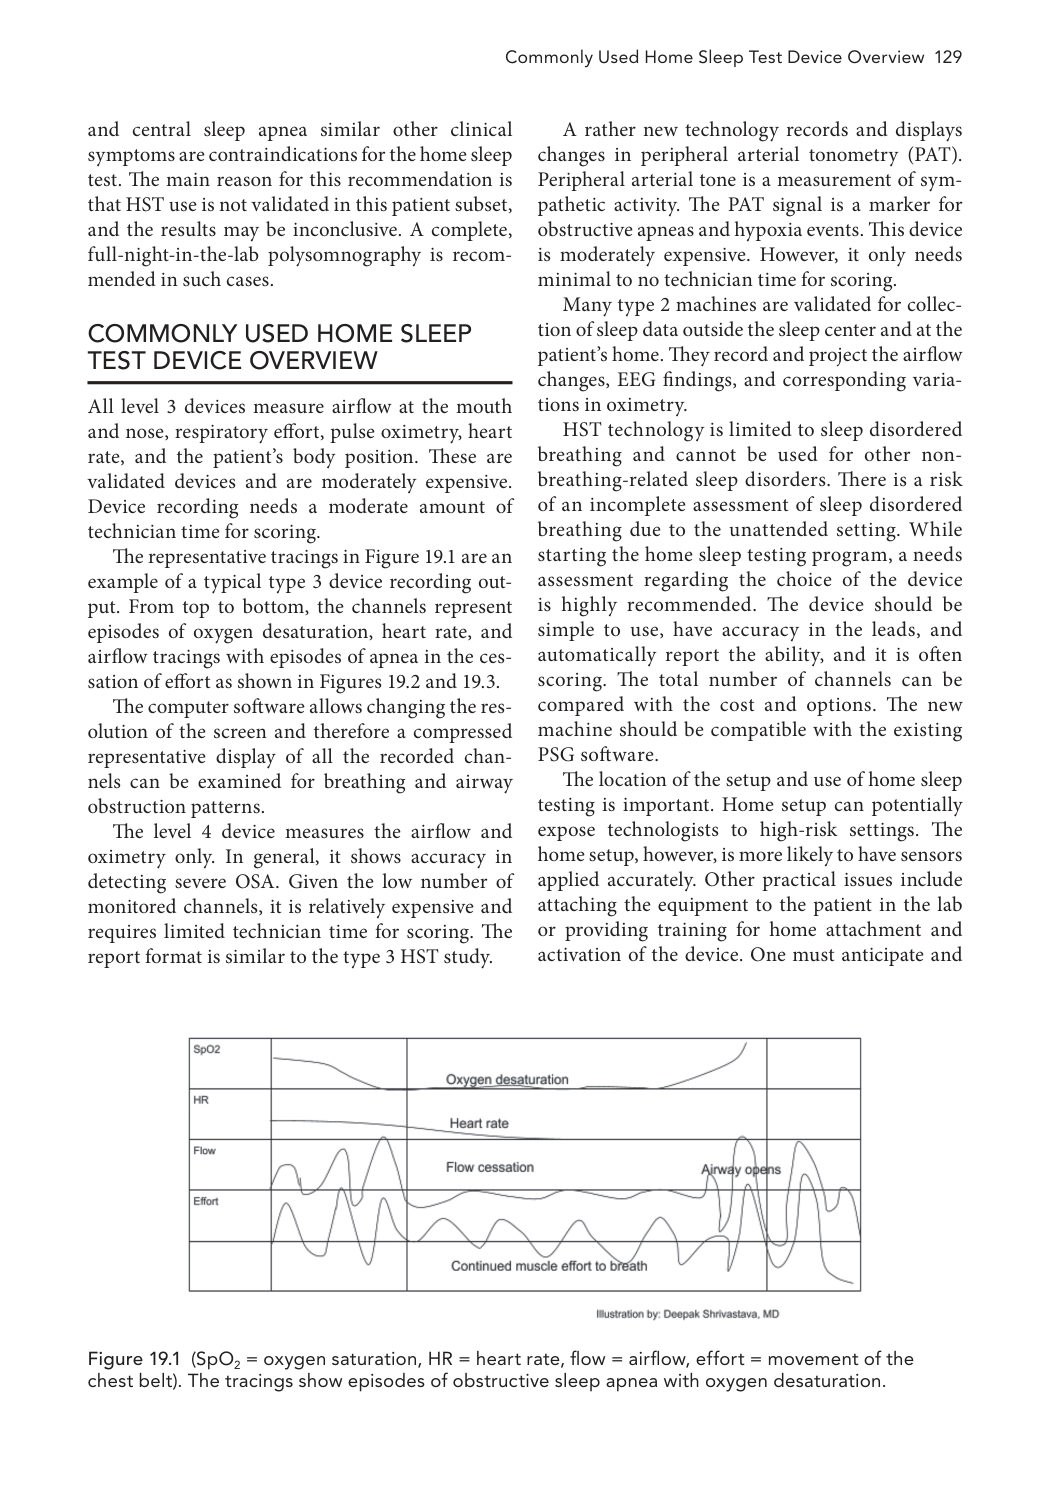 Commonly Used Home Sleep Test Device Overview 129
and central sleep apnea similar other clinical
symptoms are contraindications for the home sleep
test. The main reason for this recommendation is
that HST use is not validated in this patient subset,
and the results may be inconclusive. A complete,
full-night-in-the-lab polysomnography is recom-
mended in such cases.
COMMONLY USED HOME SLEEP
TEST DEVICE OVERVIEW
All level 3 devices measure airflow at the mouth
and nose, respiratory effort, pulse oximetry, heart
rate, and the patient's body position. These are
validated devices and are moderately expensive.
Device recording needs a moderate amount of
technician time for scoring.
The representative tracings in Figure 19.1 are an
example of a typical type 3 device recording out-
put. From top to bottom, the channels represent
episodes of oxygen desaturation, heart rate, and
airflow tracings with episodes of apnea in the ces-
sation of effort as shown in Figures 19.2 and 19.3.
The computer software allows changing the res-
olution of the screen and therefore a compressed
representative display of all the recorded chan-
nels can be examined for breathing and airway
obstruction patterns.
The level 4 device measures the airflow and
oximetry only. In general, it shows accuracy in
detecting severe OSA. Given the low number of
monitored channels, it is relatively expensive and
requires limited technician time for scoring. The
report format is similar to the type 3 HST study.
A rather new technology records and displays
changes in peripheral arterial tonometry (PAT).
Peripheral arterial tone is a measurement of sym-
pathetic activity. The PAT signal is a marker for
obstructive apneas and hypoxia events. This device
is moderately expensive. However, it only needs
minimal to no technician time for scoring.
Many type 2 machines are validated for collec-
tion of sleep data outside the sleep center and at the
patient's home. They record and project the airflow
changes, EEG findings, and corresponding varia-
tions in oximetry.
HST technology is limited to sleep disordered
breathing and cannot be used for other non-
breathing-related sleep disorders. There is a risk
of an incomplete assessment of sleep disordered
breathing due to the unattended setting. While
starting the home sleep testing program, a needs
assessment regarding the choice of the device
is highly recommended. The device should be
simple to use, have accuracy in the leads, and
automatically report the ability, and it is often
scoring. The total number of channels can be
compared with the cost and options. The new
machine should be compatible with the existing
PSG software.
The location of the setup and use of home sleep
testing is important. Home setup can potentially
expose technologists to high-risk settings. The
home setup, however, is more likely to have sensors
applied accurately. Other practical issues include
attaching the equipment to the patient in the lab
or providing training for home attachment and
activation of the device. One must anticipate and
SpO2
Oxygen desaturation
HR
Heart rate
Flow
Flow cessation
Airway opens
Effort
Continued muscle effort to breath
Illustration by: Deepak Shrivastava, MD
Figure 19.1 (SpO₂ = oxygen saturation, HR = heart rate, flow = airflow, effort = movement of the
chest belt). The tracings show episodes of obstructive sleep apnea with oxygen desaturation.